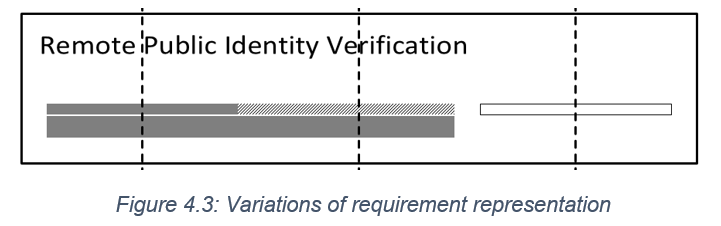 Remote Public Identity Verification
Figure 4.3: Variations of requirement representation